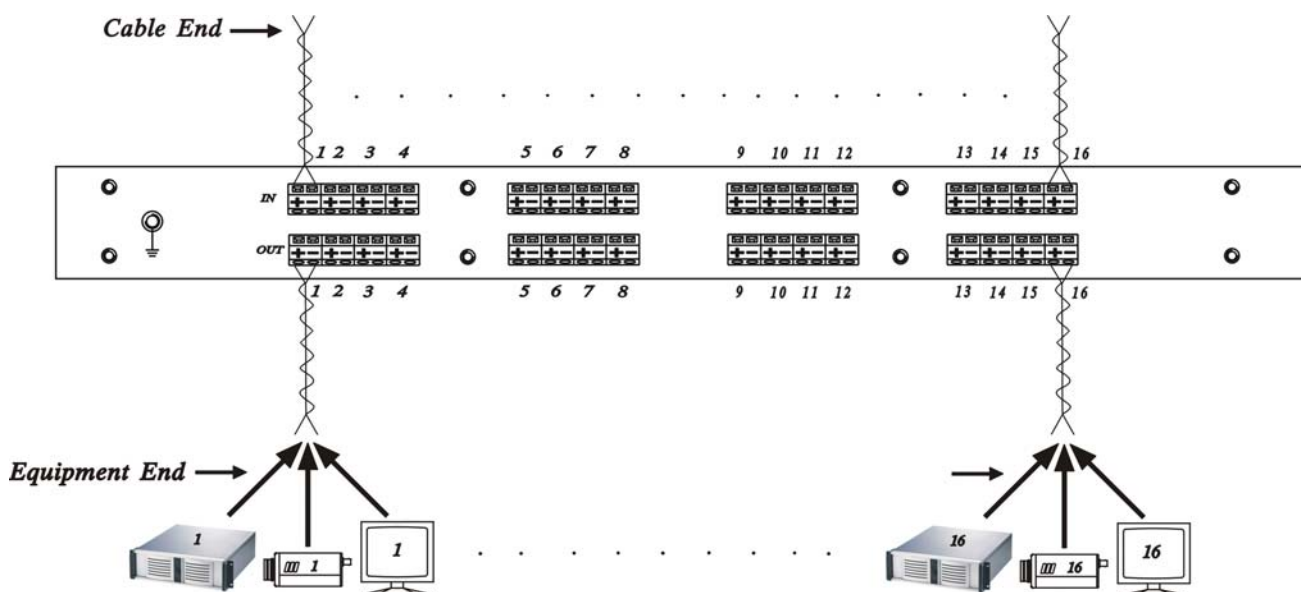 Cable End
1 2 3 4 5 6 7 8 9 10 11 12 13 14 15 16
IN + − + − + − + − + − + − + − + − + − + − + − + − + − + − + − + −
OUT + − + − + − + − + − + − + − + − + − + − + − + − + − + − + − + −
1 2 3 4 5 6 7 8 9 10 11 12 13 14 15 16
Equipment End
1 1 1 16 16 16